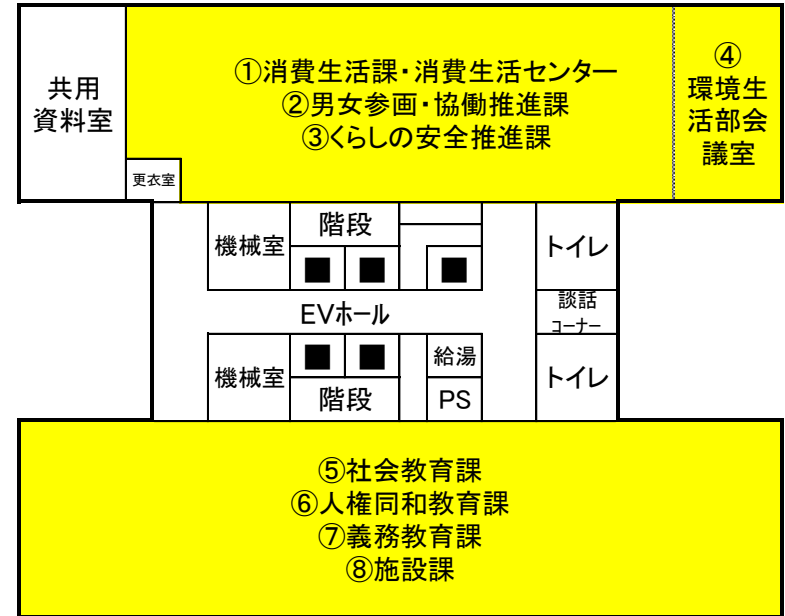 共用
資料室
①消費生活課・消費生活センター
②男女参画・協働推進課
③くらしの安全推進課
④
環境生
活部会
議室
更衣室
機械室
階段
トイレ
EVホール
談話
コーナー
機械室
階段
給湯
PS
トイレ
⑤社会教育課
⑥人権同和教育課
⑦義務教育課
⑧施設課